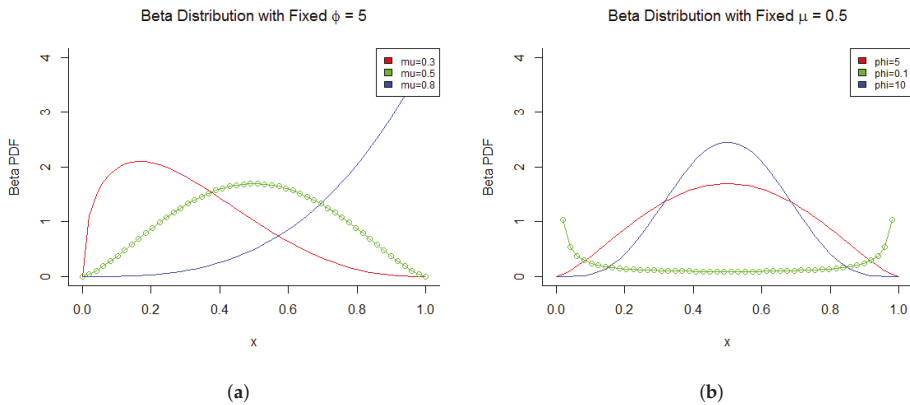 Beta Distribution with Fixed ϕ = 5
4
3
2
1
0
Beta PDF
mu=0.3
mu=0.5
mu=0.8
0.0 0.2 0.4 0.6 0.8 1.0
x
(a)
Beta Distribution with Fixed μ = 0.5
4
3
2
1
0
Beta PDF
phi=5
phi=0.1
phi=10
0.0 0.2 0.4 0.6 0.8 1.0
x
(b)